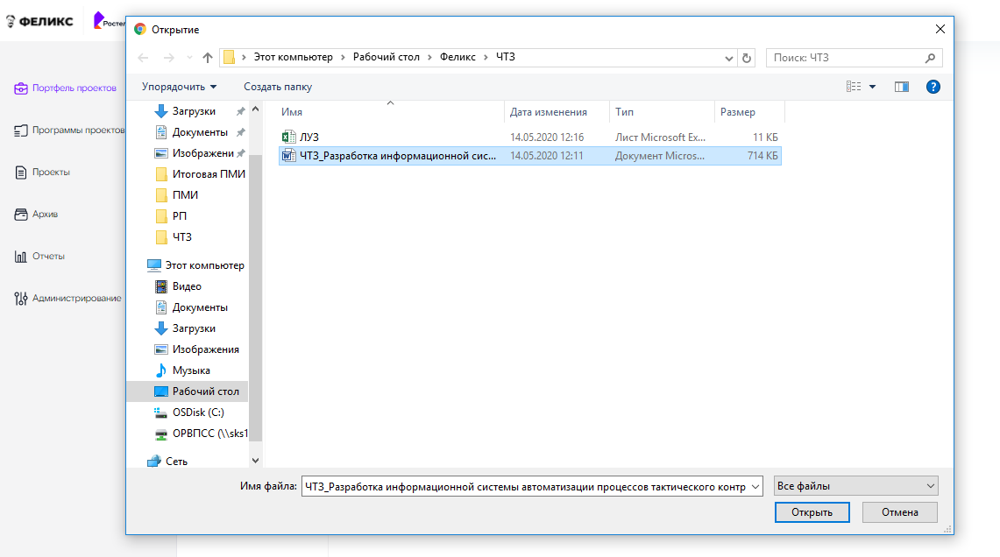 ФЕЛИКС
Ростел
Портфель проектов
Программы проектов
Проекты
Архив
Отчеты
Администрирование
Открытие
Этот компьютер > Рабочий стол > Феликс > ЧТЗ
Поиск: ЧТЗ
Упорядочить
Создать папку
Загрузки
Документы
Изображени
Итоговая ПМИ
ПМИ
РП
ЧТЗ
Этот компьютер
Видео
Документы
Загрузки
Изображения
Музыка
Рабочий стол
OSDisk (C:)
ОРВПСС (\\sks1
Сеть
Имя Дата изменения Тип Размер
ЛУЗ 14.05.2020 12:16 Лист Microsoft Ex... 11 КБ
ЧТЗ_Разработка информационной сис... 14.05.2020 12:11 Документ Micros... 714 КБ
Имя файла: ЧТЗ_Разработка информационной системы автоматизации процессов тактического контр
Все файлы
Открыть
Отмена